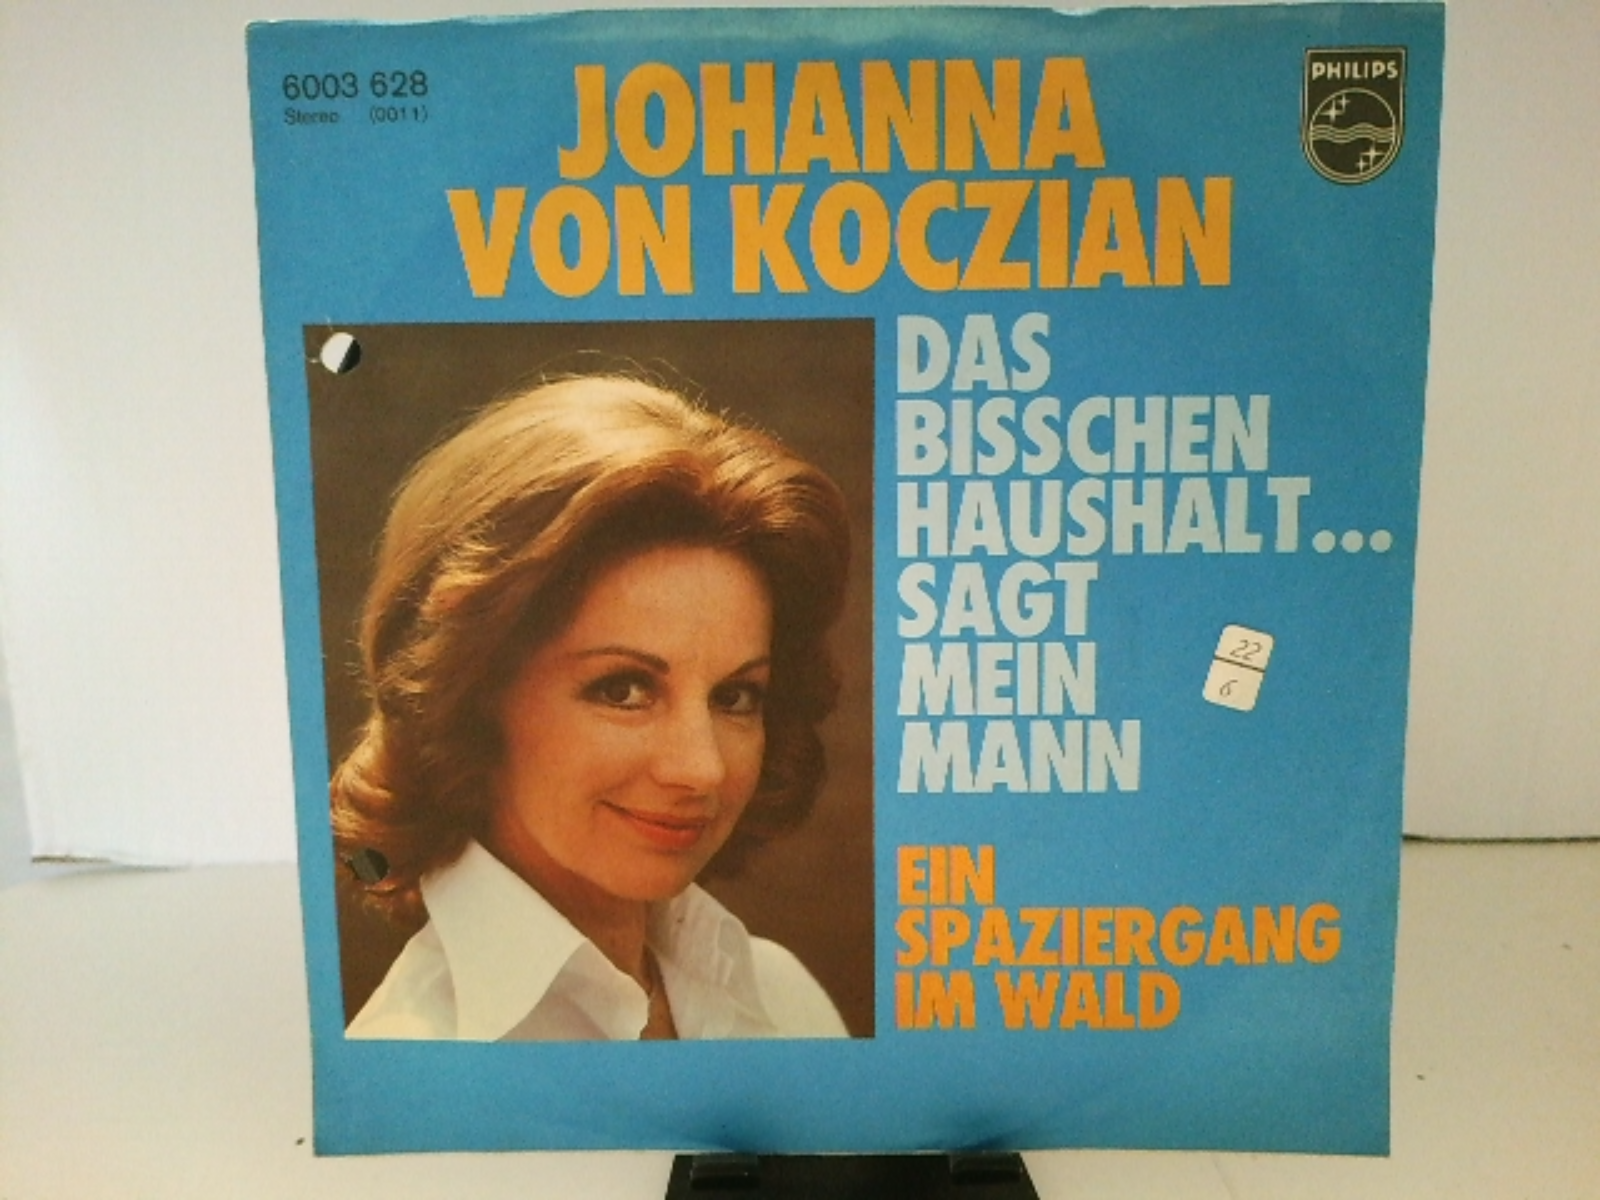 6003 628
Stereo (0011)
PHILIPS
JOHANNA
VON KOCZIAN
DAS
BISSCHEN
HAUSHALT...
SAGT
MEIN
MANN
22
6
EIN
SPAZIERGANG
IM WALD